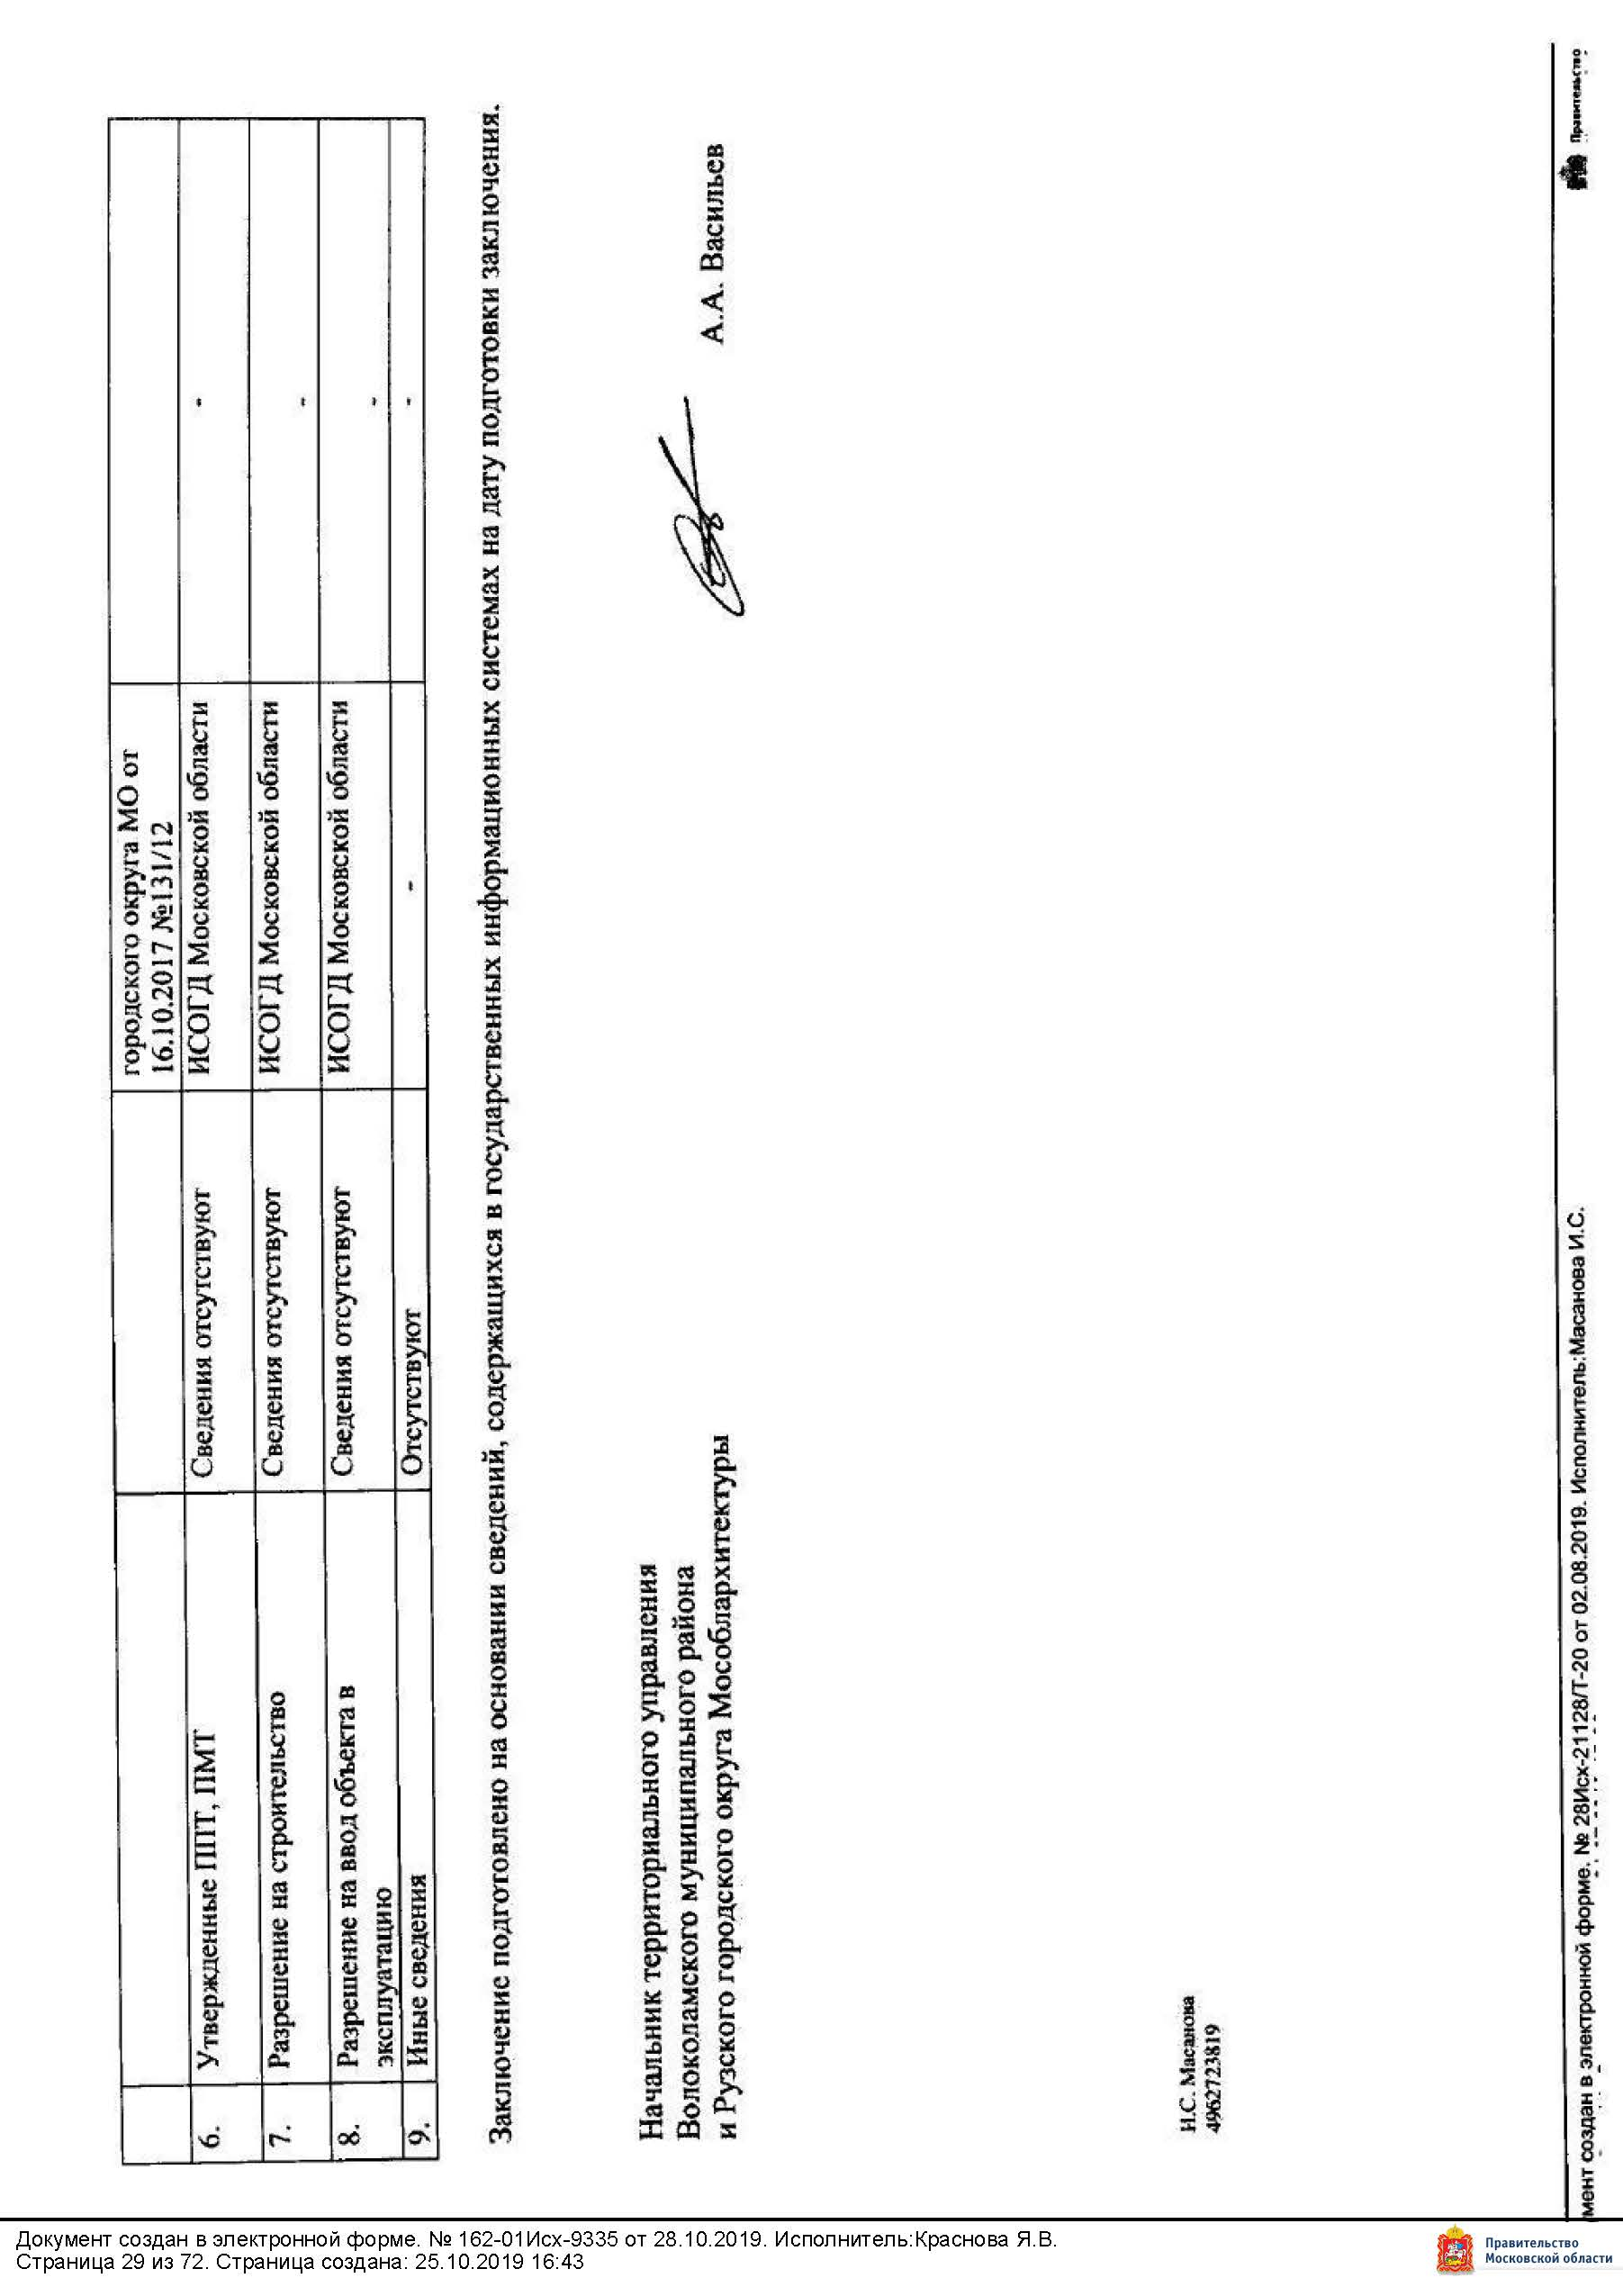 городского округа МО от
16.10.2017 №131/12
6. Утвержденные ППТ, ПМТ Сведения отсутствуют ИСОГД Московской области -
7. Разрешение на строительство Сведения отсутствуют ИСОГД Московской области -
8. Разрешение на ввод объекта в Сведения отсутствуют ИСОГД Московской области
эксплуатацию -
9. Иные сведения Отсутствуют - -
Заключение подготовлено на основании сведений, содержащихся в государственных информационных системах на дату подготовки заключения.
Начальник территориального управления
Волоколамского муниципального района
и Рузского городского округа Мособлархитектуры А.А. Васильев
И.С. Масанова
4962723819
мент создан в электронной форме. № 28Исх-21128/Т-20 от 02.08.2019. Исполнитель:Масанова И.С.
Правительство
Документ создан в электронной форме. № 162-01Исх-9335 от 28.10.2019. Исполнитель:Краснова Я.В.
Страница 29 из 72. Страница создана: 25.10.2019 16:43
Правительство
Московской области